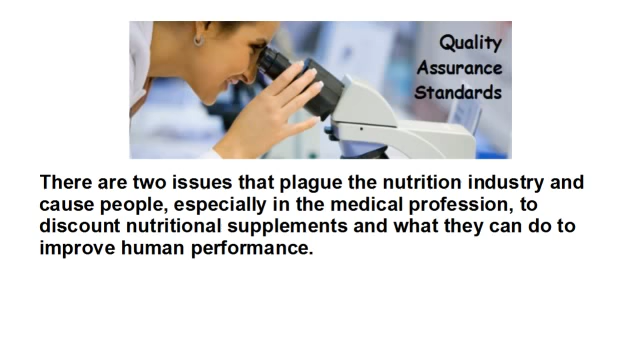 Quality
Assurance
Standards
There are two issues that plague the nutrition industry and
cause people, especially in the medical profession, to
discount nutritional supplements and what they can do to
improve human performance.